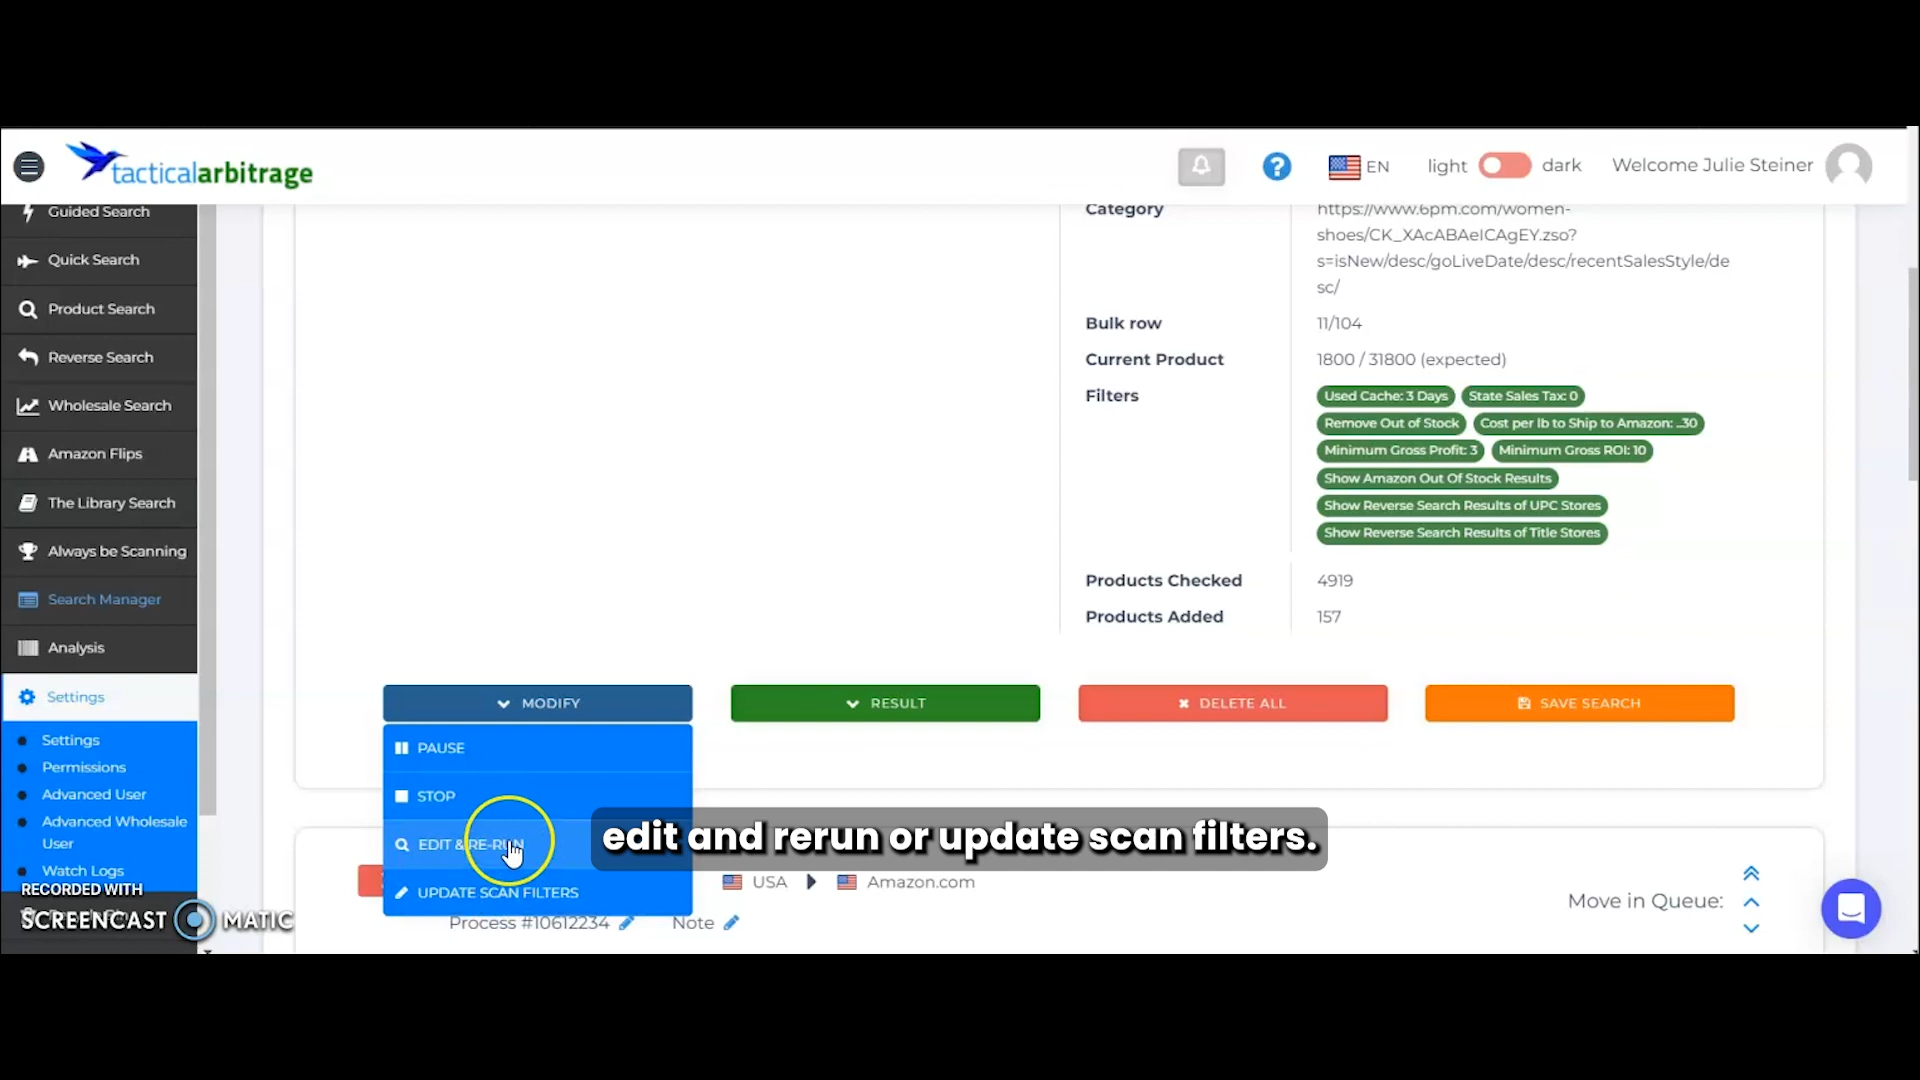 tacticalarbitrage
EN
light
dark
Welcome Julie Steiner
Guided Search
Quick Search
Product Search
Reverse Search
Wholesale Search
Amazon Flips
The Library Search
Always be Scanning
Search Manager
Analysis
Settings
Settings
Permissions
Advanced User
Advanced Wholesale
User
Watch Logs
RECORDED WITH
SCREENCAST MATIC
Category
https://www.6pm.com/women-
shoes/CK_XAcABAeICAgEY.zso?
s=isNew/desc/goLiveDate/desc/recentSalesStyle/de
sc/
Bulk row
11/104
Current Product
1800 / 31800 (expected)
Filters
Used Cache: 3 Days
State Sales Tax: 0
Remove Out of Stock
Cost per lb to Ship to Amazon: ..30
Minimum Gross Profit: 3
Minimum Gross ROI: 10
Show Amazon Out Of Stock Results
Show Reverse Search Results of UPC Stores
Show Reverse Search Results of Title Stores
Products Checked
4919
Products Added
157
MODIFY
RESULT
DELETE ALL
SAVE SEARCH
PAUSE
STOP
EDIT & RE-RUN
UPDATE SCAN FILTERS
edit and rerun or update scan filters.
USA
Amazon.com
Process #10612234
Note
Move in Queue: